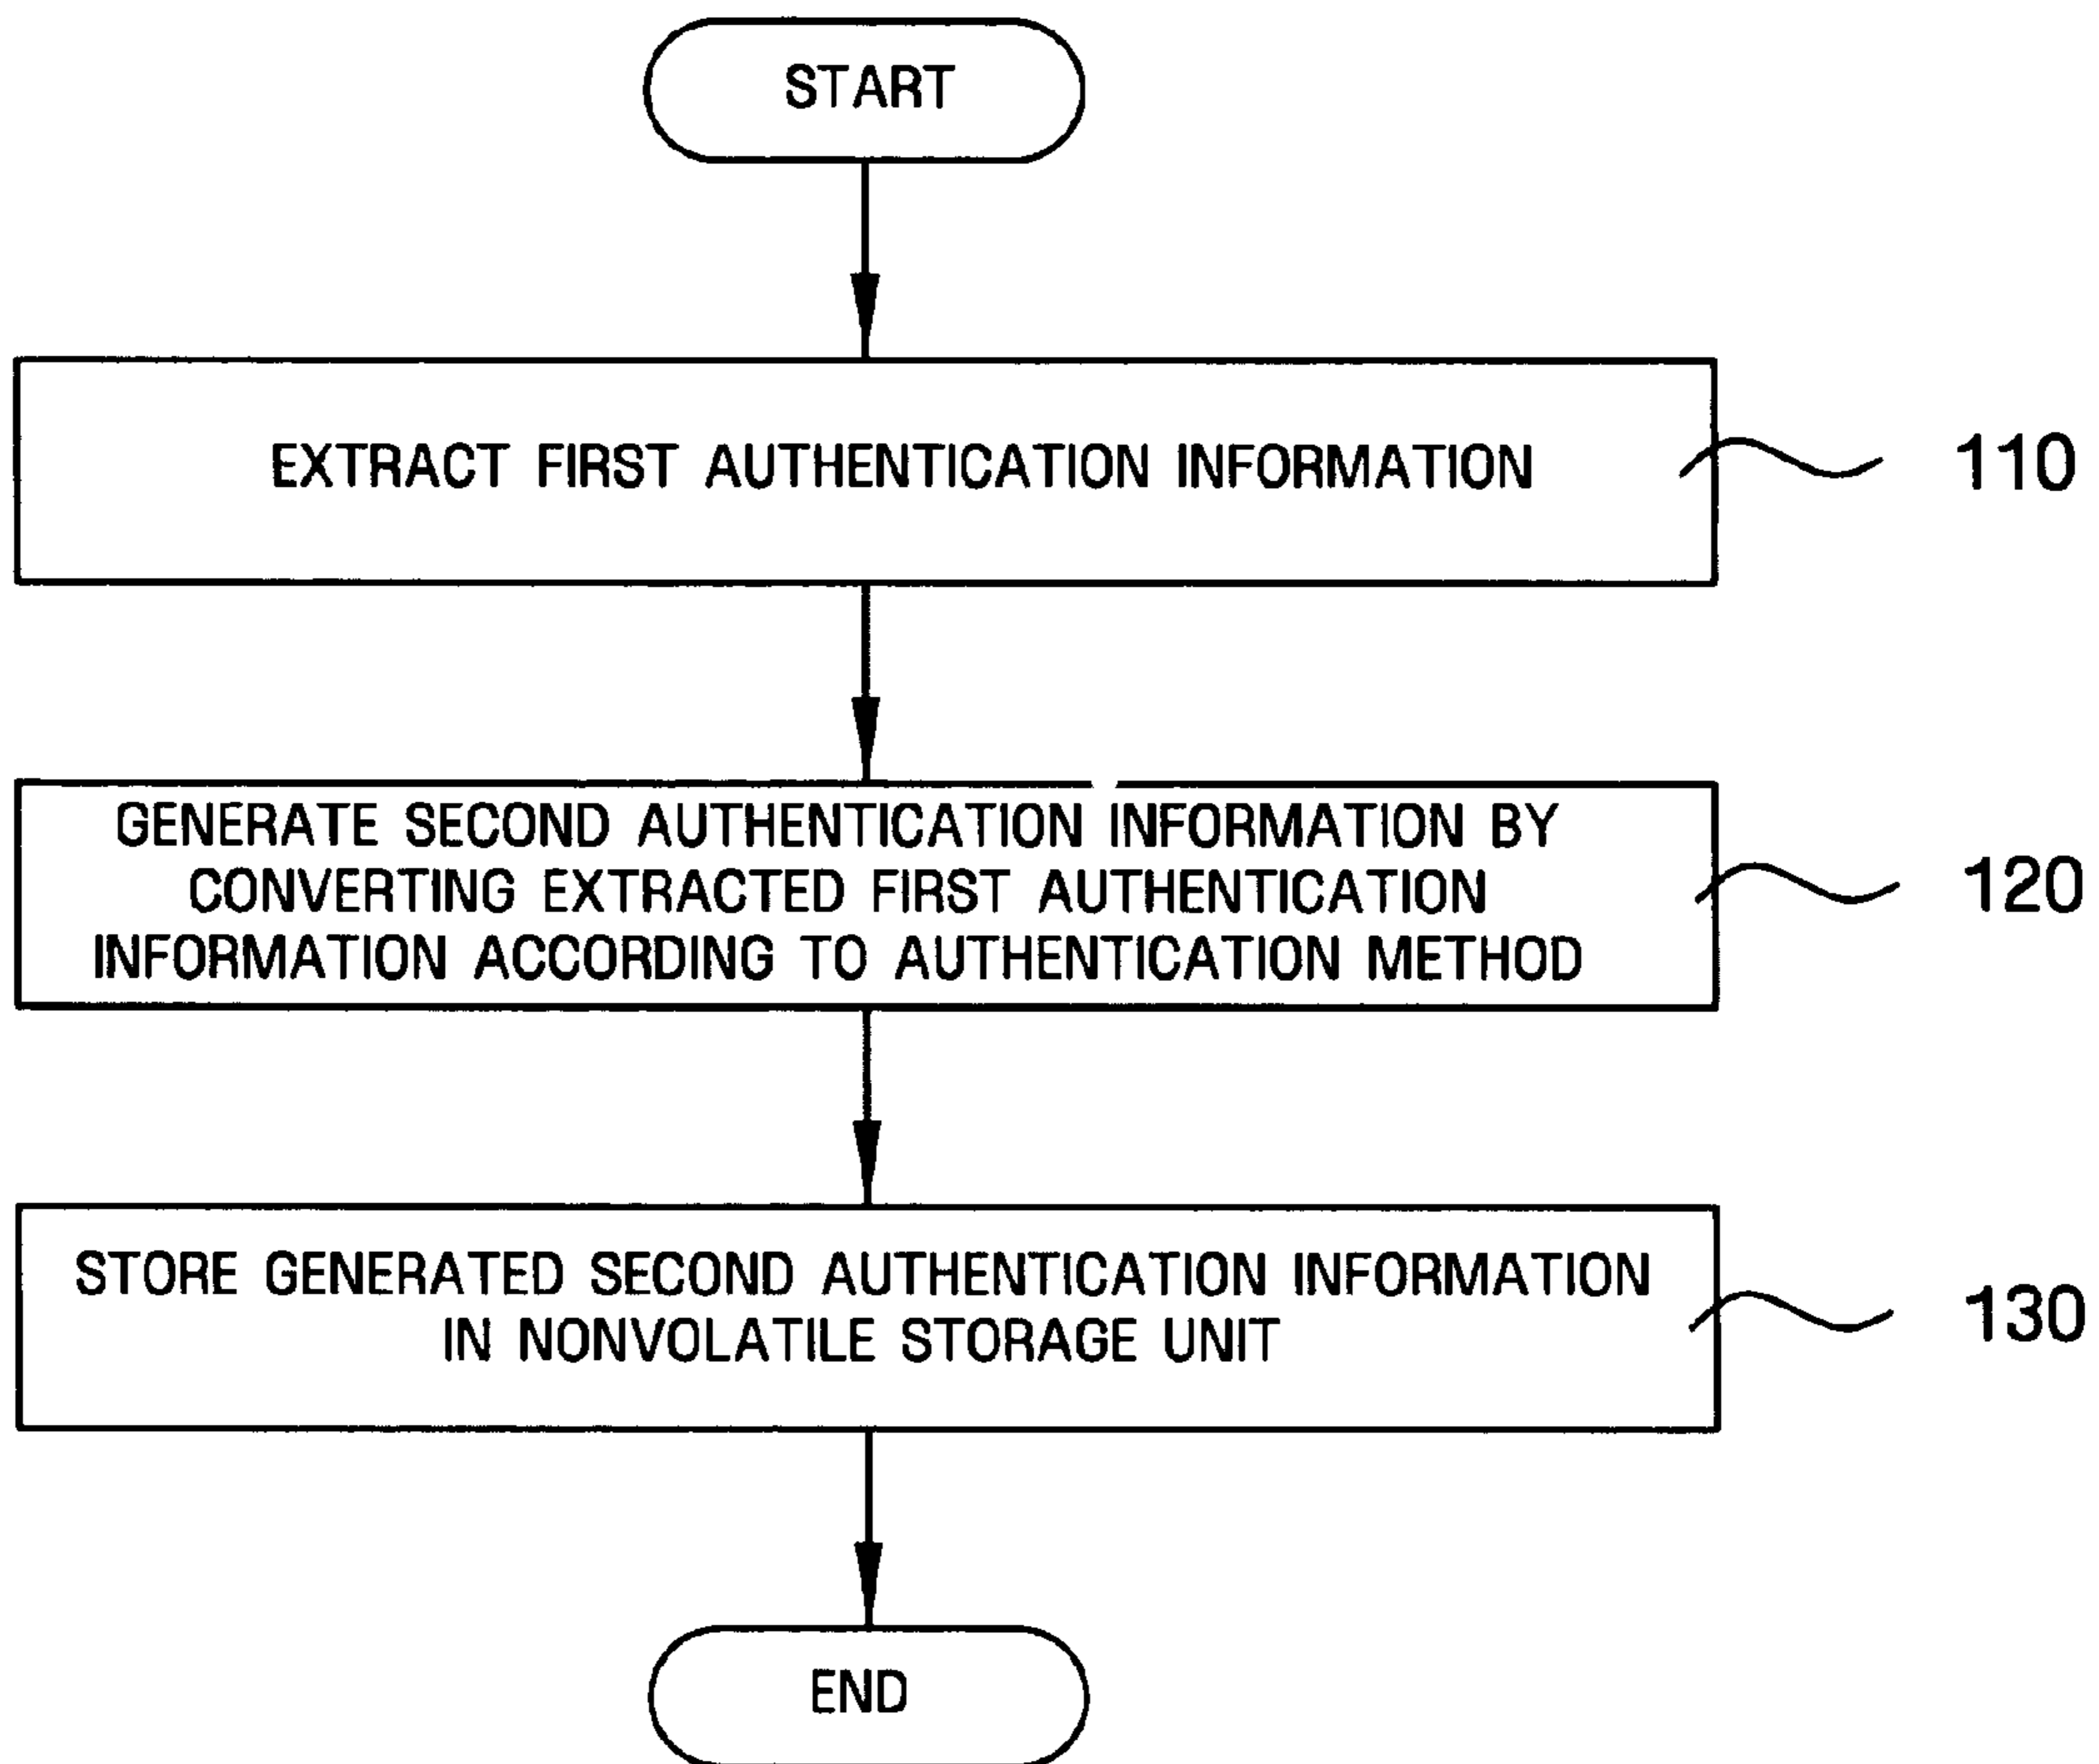 START
EXTRACT FIRST AUTHENTICATION INFORMATION
110
GENERATE SECOND AUTHENTICATION INFORMATION BY
CONVERTING EXTRACTED FIRST AUTHENTICATION
INFORMATION ACCORDING TO AUTHENTICATION METHOD
120
STORE GENERATED SECOND AUTHENTICATION INFORMATION
IN NONVOLATILE STORAGE UNIT
130
END